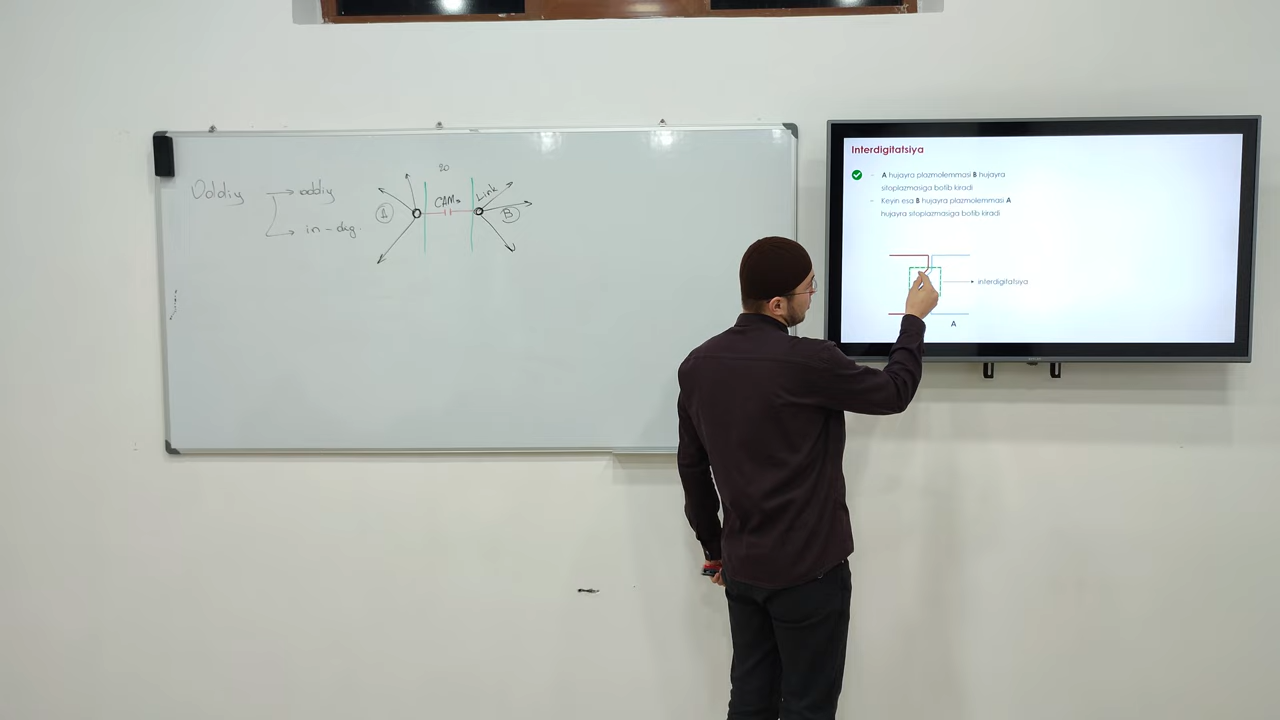 Oddiy
oddiy
in-dig.
20
A
CAMs
Link
B
Interdigitatsiya
- A hujayra plazmolemmasi B hujayra
sitoplazmasiga botib kiradi
- Keyin esa B hujayra plazmolemmasi A
hujayra sitoplazmasiga botib kiradi
interdigitatsiya
A